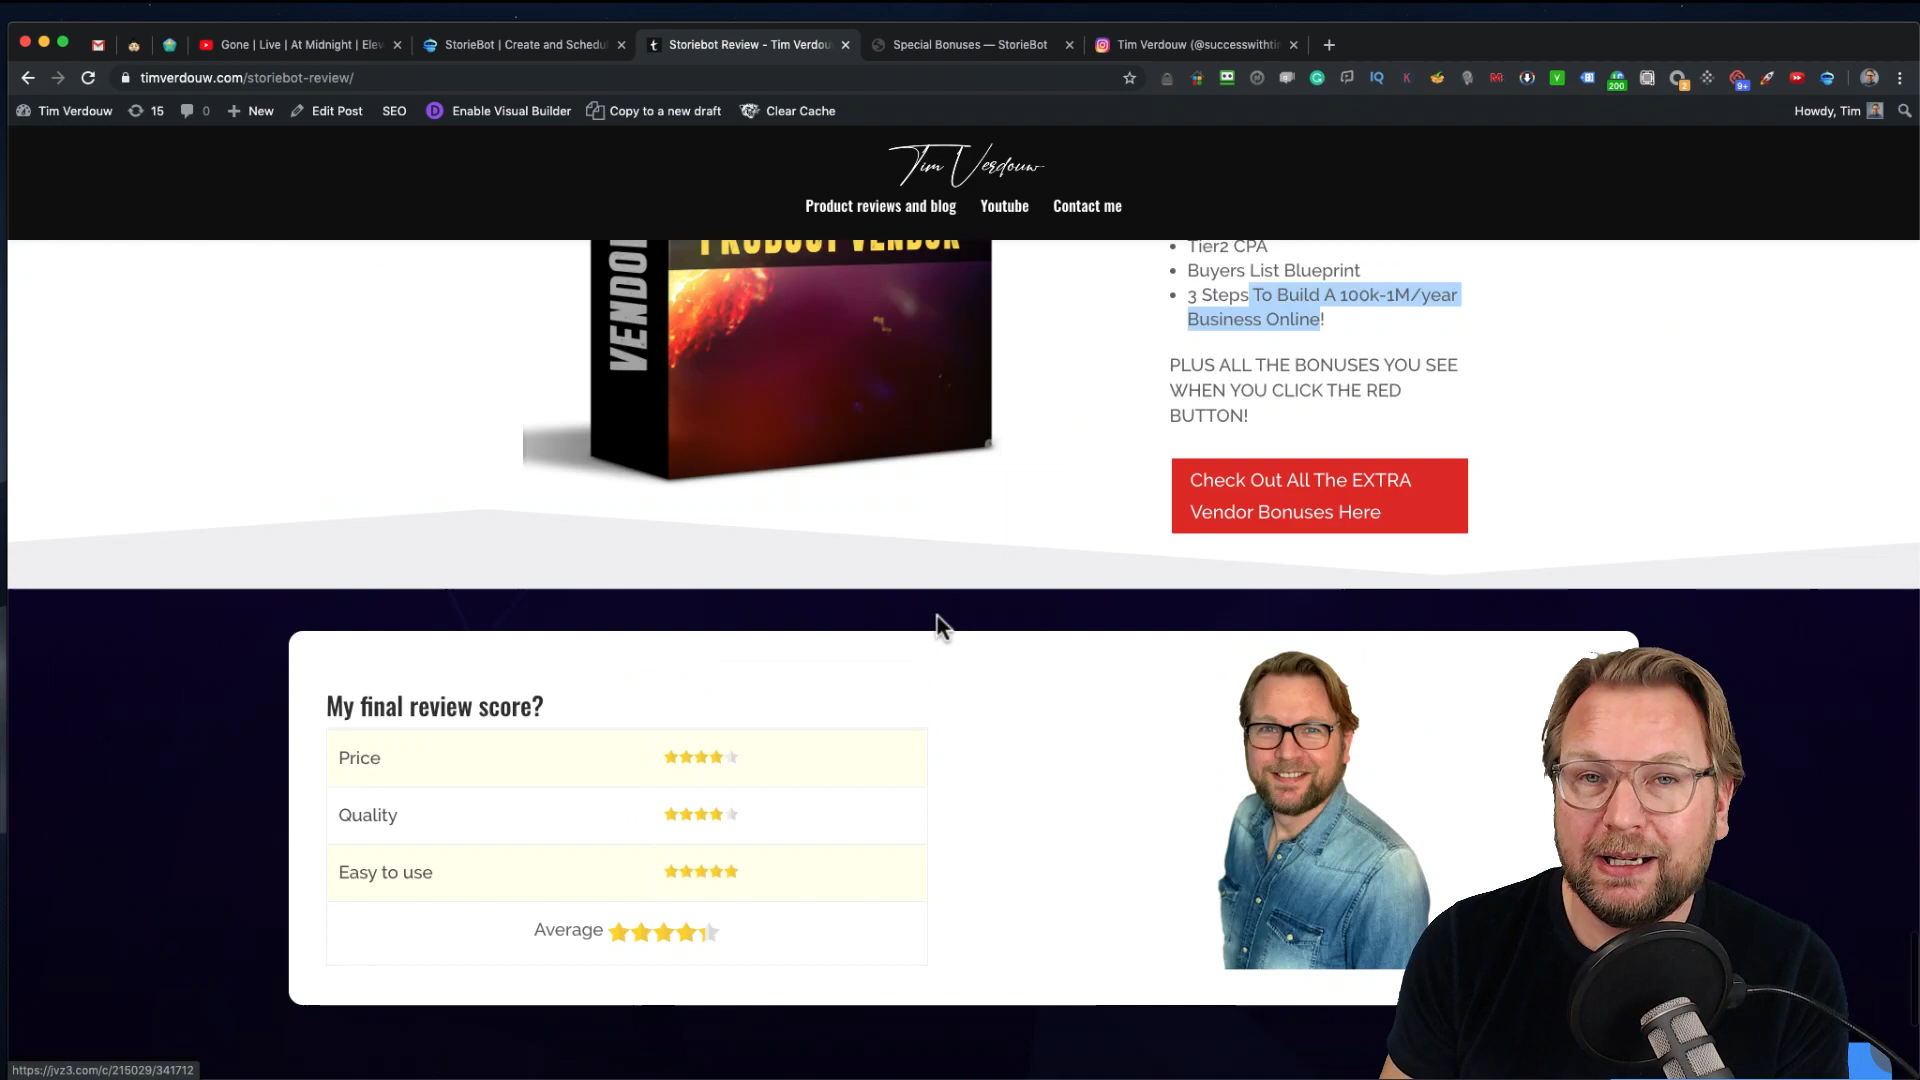 Gone | Live | At Midnight | Elev
StorieBot | Create and Schedu
Storiebot Review - Tim Verdou
Special Bonuses — StorieBot
Tim Verdouw (@successwithtim
timverdouw.com/storiebot-review/
Tim Verdouw
15
0
New
Edit Post
SEO
Enable Visual Builder
Copy to a new draft
Clear Cache
Howdy, Tim
Tim Verdouw
Product reviews and blog
Youtube
Contact me
PRODUCT VENDOR
VENDOR
Tier2 CPA
Buyers List Blueprint
3 Steps To Build A 100k-1M/year
Business Online!
PLUS ALL THE BONUSES YOU SEE
WHEN YOU CLICK THE RED
BUTTON!
Check Out All The EXTRA
Vendor Bonuses Here
My final review score?
Price
Quality
Easy to use
Average
https://jvz3.com/c/215029/341712